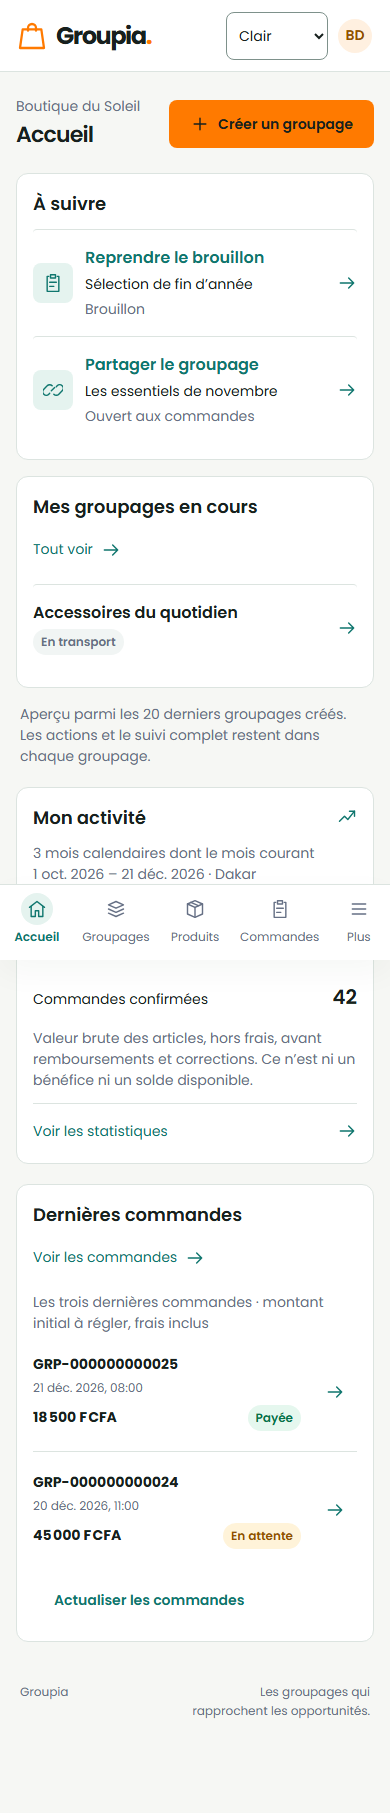 Groupia.
Clair
BD
Boutique du Soleil
Accueil
Créer un groupage
À suivre
Reprendre le brouillon
Sélection de fin d’année
Brouillon
Partager le groupage
Les essentiels de novembre
Ouvert aux commandes
Mes groupages en cours
Tout voir
Accessoires du quotidien
En transport
Aperçu parmi les 20 derniers groupages créés.
Les actions et le suivi complet restent dans
chaque groupage.
Mon activité
3 mois calendaires dont le mois courant
1 oct. 2026 – 21 déc. 2026 · Dakar
Accueil
Groupages
Produits
Commandes
Plus
Commandes confirmées
42
Valeur brute des articles, hors frais, avant
remboursements et corrections. Ce n’est ni un
bénéfice ni un solde disponible.
Voir les statistiques
Dernières commandes
Voir les commandes
Les trois dernières commandes · montant
initial à régler, frais inclus
GRP-000000000025
21 déc. 2026, 08:00
18 500 FCFA
Payée
GRP-000000000024
20 déc. 2026, 11:00
45 000 FCFA
En attente
Actualiser les commandes
Groupia
Les groupages qui
rapprochent les opportunités.